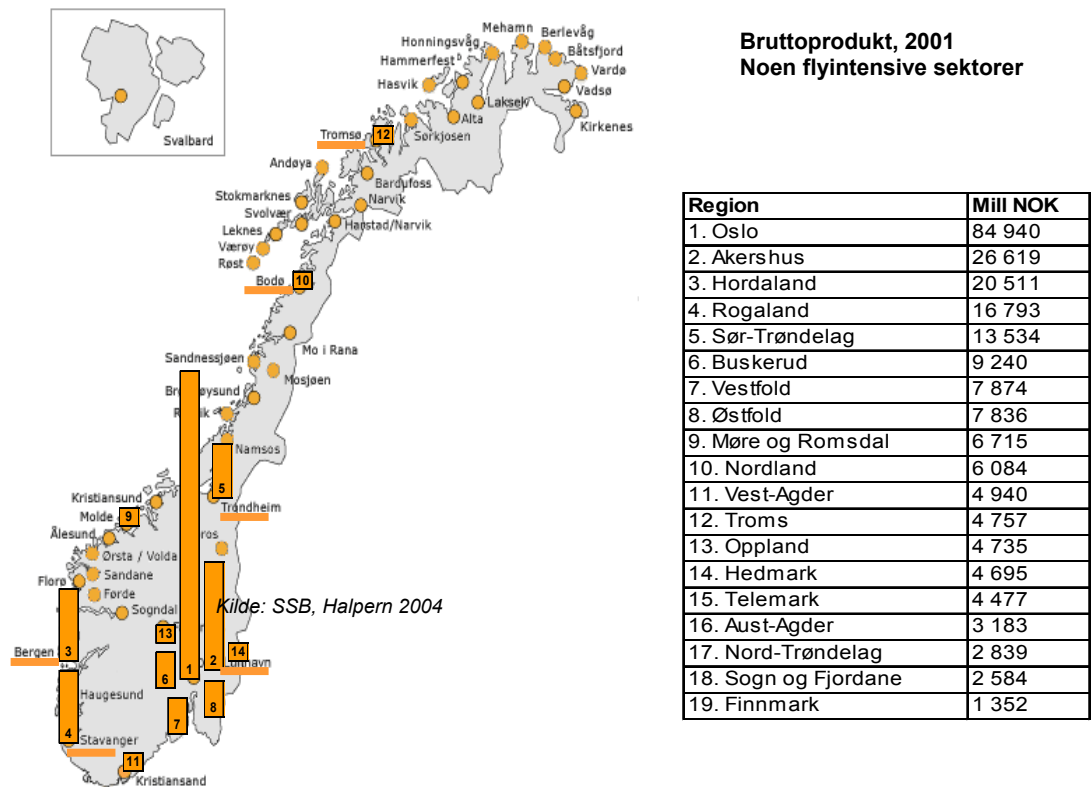 Bruttoprodukt, 2001
Noen flyintensive sektorer
Svalbard
Mehamn
Berlevåg
Honningsvåg
Båtsfjord
Hammerfest b
Vardø
Hasvik
Vadsø
Laksely
Alta
Kirkenes
Tromsø
12
Sørkjosen
Andøya
Bardufoss
Stokmarknes
Narvik
Svolvær
Harstad/Narvik
Leknes
Værøy
Røst
Bodø
10
Mo i Rana
Sandnessjøen
Mosjøen
Namsos
5
Kristiansund
Trondheim
Molde
9
Ålesund
Ørsta / Volda
Sandane
Florø
Førde
Sogndal
Kilde: SSB, Halpern 2004
13
Bergen
3
14
2
1
6
Haugesund
8
7
4
Stavanger
11
Kristiansand
Region Mill NOK
1. Oslo 84 940
2. Akershus 26 619
3. Hordaland 20 511
4. Rogaland 16 793
5. Sør-Trøndelag 13 534
6. Buskerud 9 240
7. Vestfold 7 874
8. Østfold 7 836
9. Møre og Romsdal 6 715
10. Nordland 6 084
11. Vest-Agder 4 940
12. Troms 4 757
13. Oppland 4 735
14. Hedmark 4 695
15. Telemark 4 477
16. Aust-Agder 3 183
17. Nord-Trøndelag 2 839
18. Sogn og Fjordane 2 584
19. Finnmark 1 352